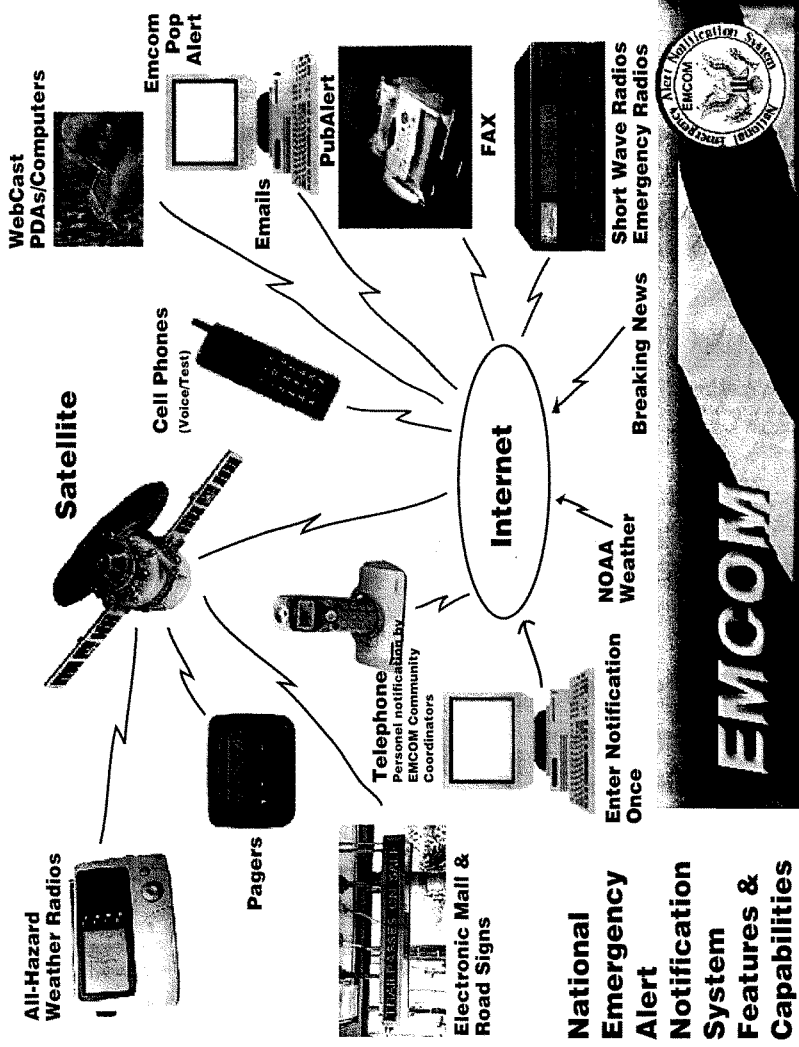 National
Emergency
Alert
Notification
System
Features &
Capabilities
All-Hazard
Weather Radios
Pagers
Electronic Mall &
Road Signs
Satellite
Telephone
Personel notification by
EMCOM Community
Coordinators
Enter Notification
Once
Cell Phones
(Voice/Test)
Internet
NOAA
Weather
Breaking News
WebCast
PDAs/Computers
Emcom
Pop
Alert
Emails
PubAlert
FAX
Short Wave Radios
Emergency Radios
EMCOM
National Emergency Alert Notification System
EMCOM